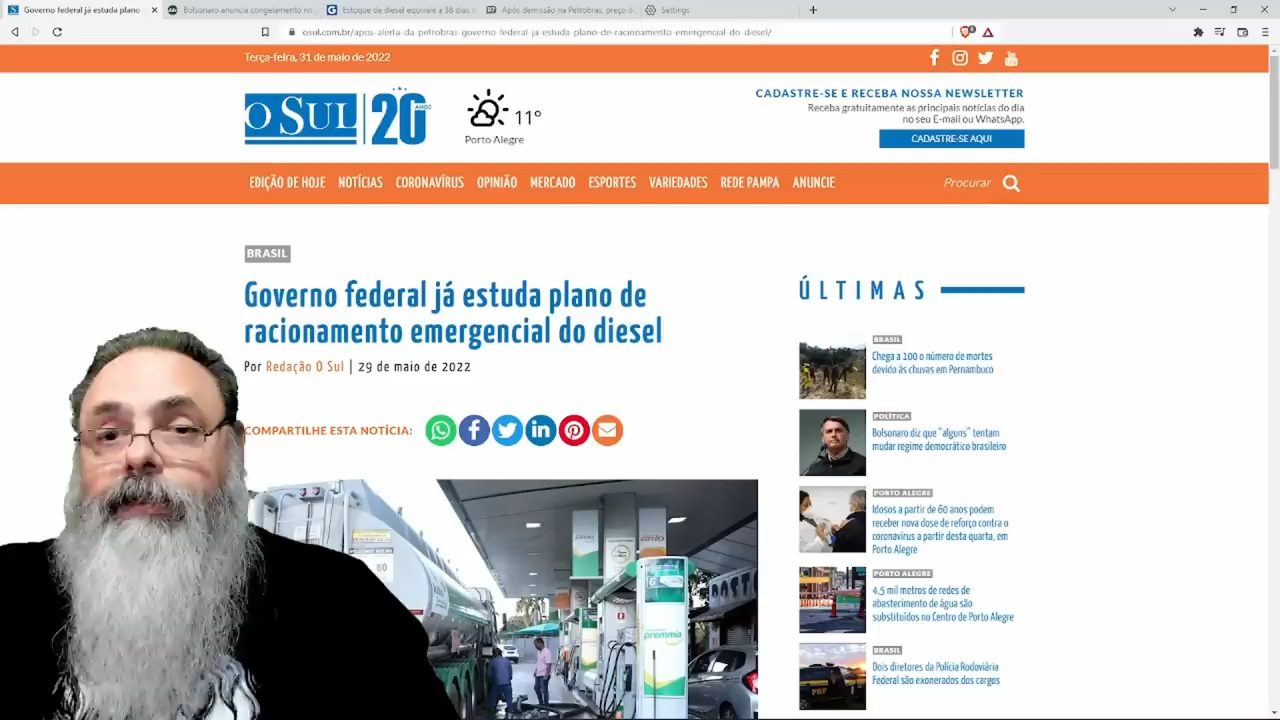 Governo federal já estuda plano
Bolsonaro anuncia congelamento no
Estoque de diesel equivale a 38 dias
Após demissão na Petrobras, preço d
Settings
osul.com.br/apos-alerta-da-petrobras-governo-federal-ja-estuda-plano-de-racionamento-emergencial-do-diesel/
Terça-feira, 31 de maio de 2022
O SUL 20 ANOS
11°
Porto Alegre
CADASTRE-SE E RECEBA NOSSA NEWSLETTER
Receba gratuitamente as principais notícias do dia
no seu E-mail ou WhatsApp.
CADASTRE-SE AQUI
EDIÇÃO DE HOJE NOTÍCIAS CORONAVÍRUS OPINIÃO MERCADO ESPORTES VARIEDADES REDE PAMPA ANUNCIE
Procurar
BRASIL
Governo federal já estuda plano de
racionamento emergencial do diesel
Por Redação O Sul | 29 de maio de 2022
COMPARTILHE ESTA NOTÍCIA:
80
premmia
ÚLTIMAS
BRASIL
Chega a 100 o número de mortes
devido às chuvas em Pernambuco
POLÍTICA
Bolsonaro diz que "alguns" tentam
mudar regime democrático brasileiro
PORTO ALEGRE
Idosos a partir de 60 anos podem
receber nova dose de reforço contra o
coronavírus a partir desta quarta, em
Porto Alegre
PORTO ALEGRE
4,5 mil metros de redes de
abastecimento de água são
substituídos no Centro de Porto Alegre
BRASIL
Dois diretores da Polícia Rodoviária
Federal são exonerados dos cargos
PRF